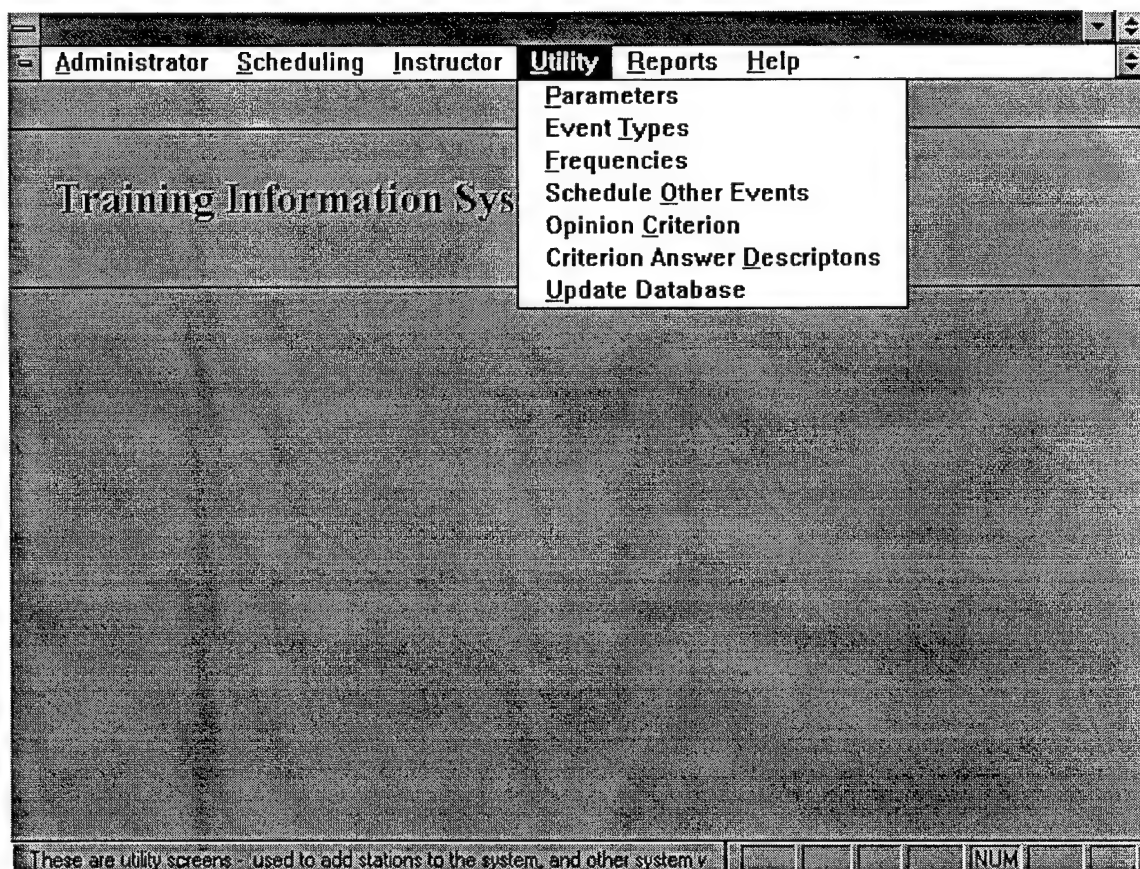 Administrator Scheduling Instructor Utility Reports Help
Parameters
Event Types
Frequencies
Training Information Sys
Schedule Other Events
Opinion Criterion
Criterion Answer Descriptons
Update Database
These are utility screens - used to add stations to the system, and other system v NUM